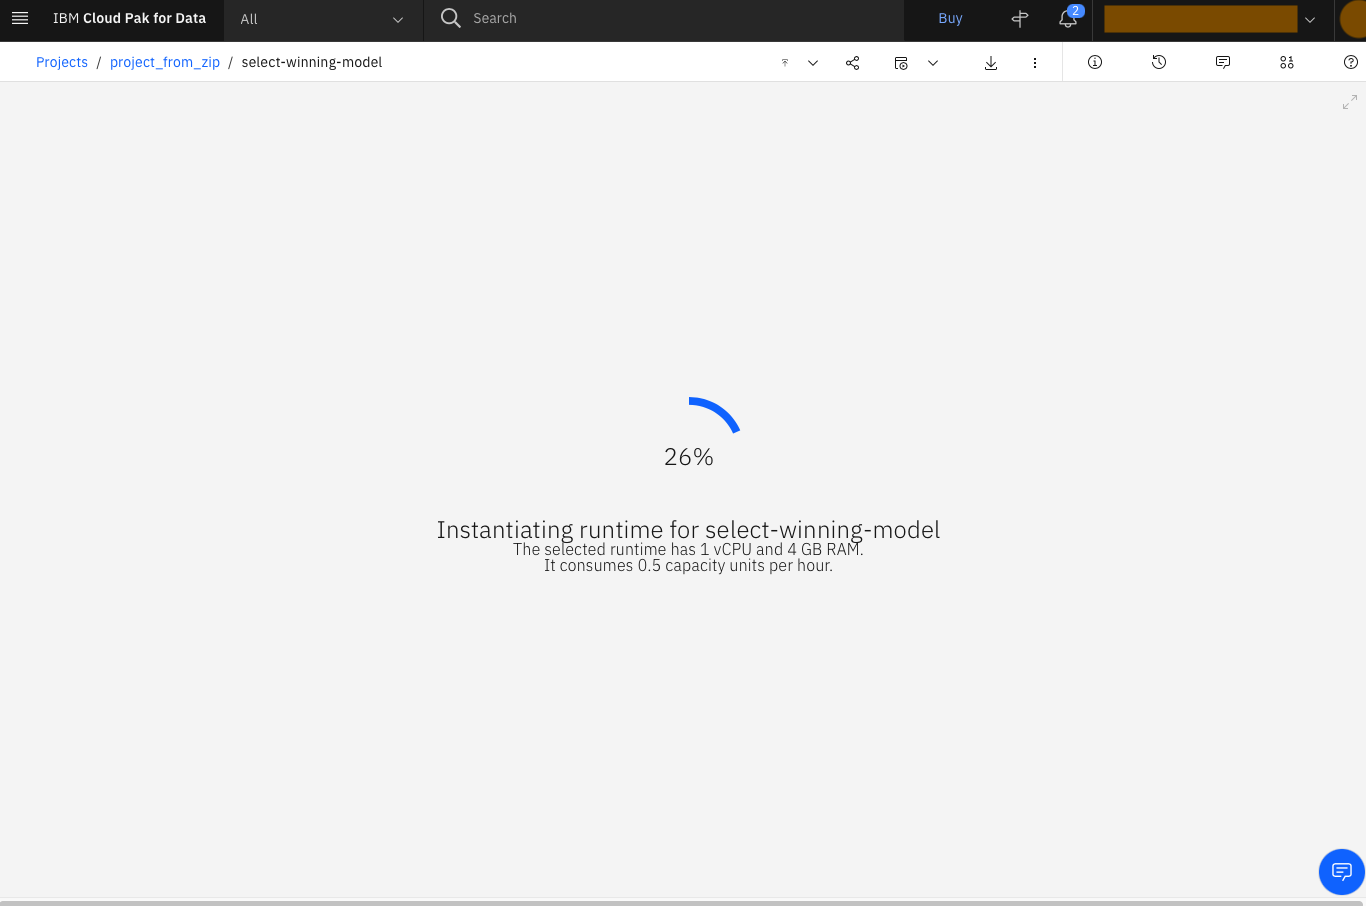 IBM Cloud Pak for Data All Search Buy 2
Projects / project_from_zip / select-winning-model
26%
Instantiating runtime for select-winning-model
The selected runtime has 1 vCPU and 4 GB RAM.
It consumes 0.5 capacity units per hour.